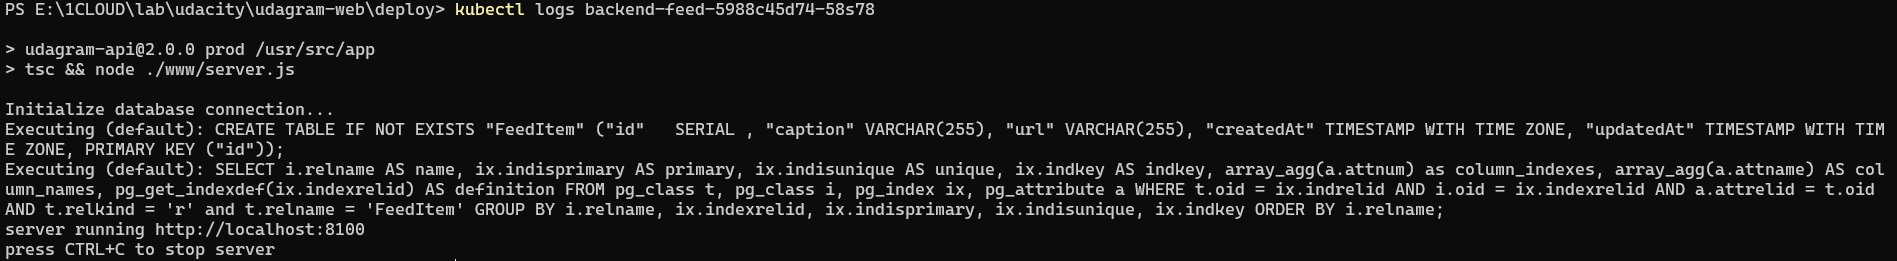 PS E:\1CLOUD\lab\udacity\udagram-web\deploy> kubectl logs backend-feed-5988c45d74-58s78
> udagram-api@2.0.0 prod /usr/src/app
> tsc && node ./www/server.js
Initialize database connection...
Executing (default): CREATE TABLE IF NOT EXISTS "FeedItem" ("id"   SERIAL , "caption" VARCHAR(255), "url" VARCHAR(255), "createdAt" TIMESTAMP WITH TIME ZONE, "updatedAt" TIMESTAMP WITH TIM
E ZONE, PRIMARY KEY ("id"));
Executing (default): SELECT i.relname AS name, ix.indisprimary AS primary, ix.indisunique AS unique, ix.indkey AS indkey, array_agg(a.attnum) as column_indexes, array_agg(a.attname) AS col
umn_names, pg_get_indexdef(ix.indexrelid) AS definition FROM pg_class t, pg_class i, pg_index ix, pg_attribute a WHERE t.oid = ix.indrelid AND i.oid = ix.indexrelid AND a.attrelid = t.oid
AND t.relkind = 'r' and t.relname = 'FeedItem' GROUP BY i.relname, ix.indexrelid, ix.indisprimary, ix.indisunique, ix.indkey ORDER BY i.relname;
server running http://localhost:8100
press CTRL+C to stop server